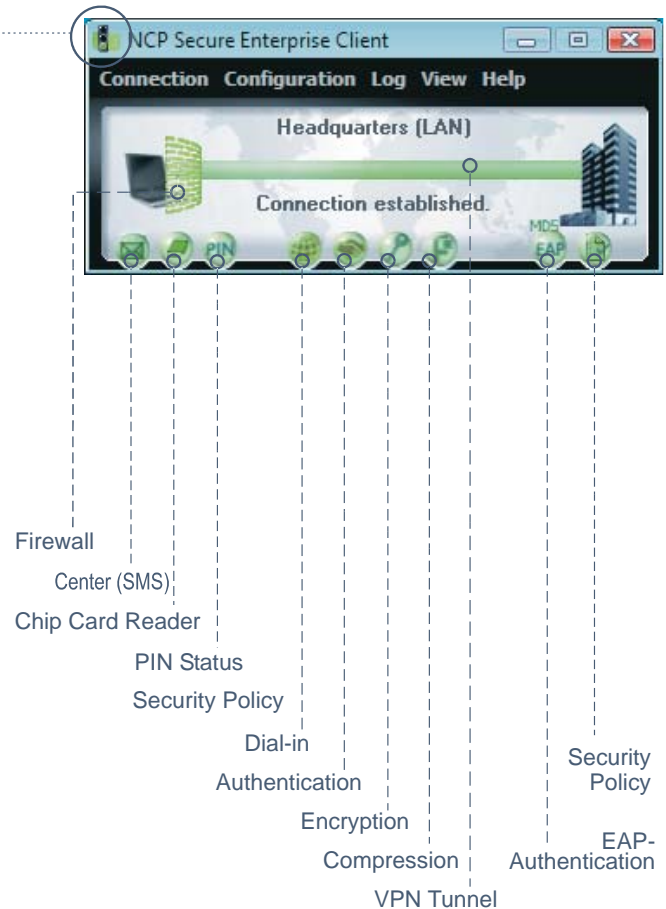 NCP Secure Enterprise Client
Connection Configuration Log View Help
Headquarters (LAN)
Connection established.
MD5
PIN
EAP
Firewall
Center (SMS)
Chip Card Reader
PIN Status
Security Policy
Dial-in
Authentication
Encryption
Compression
VPN Tunnel
Security
Policy
EAP-
Authentication